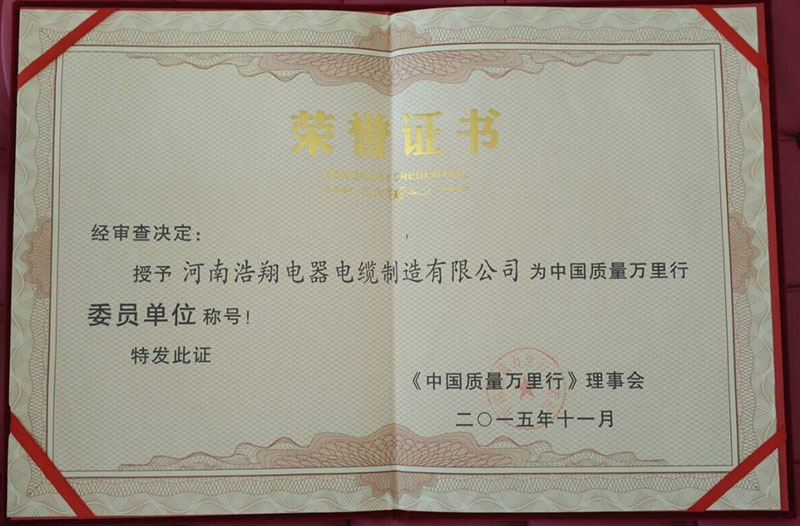 荣誉证书
经审查决定:
授予 河南浩翔电器电缆制造有限公司 为中国质量万里行
委员单位 称号!
特发此证
《中国质量万里行》理事会
二〇一五年十一月